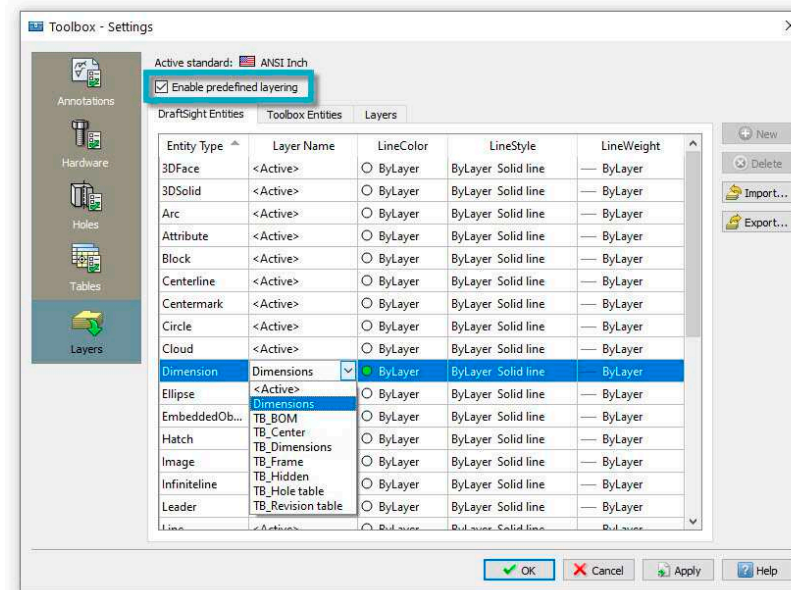 Toolbox - Settings
Active standard: ANSI Inch
Enable predefined layering
Annotations
Hardware
Holes
Tables
Layers
DraftSight Entities Toolbox Entities Layers
Entity Type Layer Name LineColor LineStyle LineWeight
3DFace <Active> ByLayer ByLayer Solid line ByLayer
3DSolid <Active> ByLayer ByLayer Solid line ByLayer
Arc <Active> ByLayer ByLayer Solid line ByLayer
Attribute <Active> ByLayer ByLayer Solid line ByLayer
Block <Active> ByLayer ByLayer Solid line ByLayer
Centerline <Active> ByLayer ByLayer Solid line ByLayer
Centermark <Active> ByLayer ByLayer Solid line ByLayer
Circle <Active> ByLayer ByLayer Solid line ByLayer
Cloud <Active> ByLayer ByLayer Solid line ByLayer
Dimension Dimensions ByLayer ByLayer Solid line ByLayer
Ellipse ByLayer ByLayer Solid line ByLayer
EmbeddedOb... ByLayer ByLayer Solid line ByLayer
Hatch ByLayer ByLayer Solid line ByLayer
Image ByLayer ByLayer Solid line ByLayer
Infiniteline ByLayer ByLayer Solid line ByLayer
Leader ByLayer ByLayer Solid line ByLayer
Line <Active> ByLayer ByLayer Solid line ByLayer
<Active>
Dimensions
TB_BOM
TB_Center
TB_Dimensions
TB_Frame
TB_Hidden
TB_Hole table
TB_Revision table
New
Delete
Import...
Export...
OK Cancel Apply Help